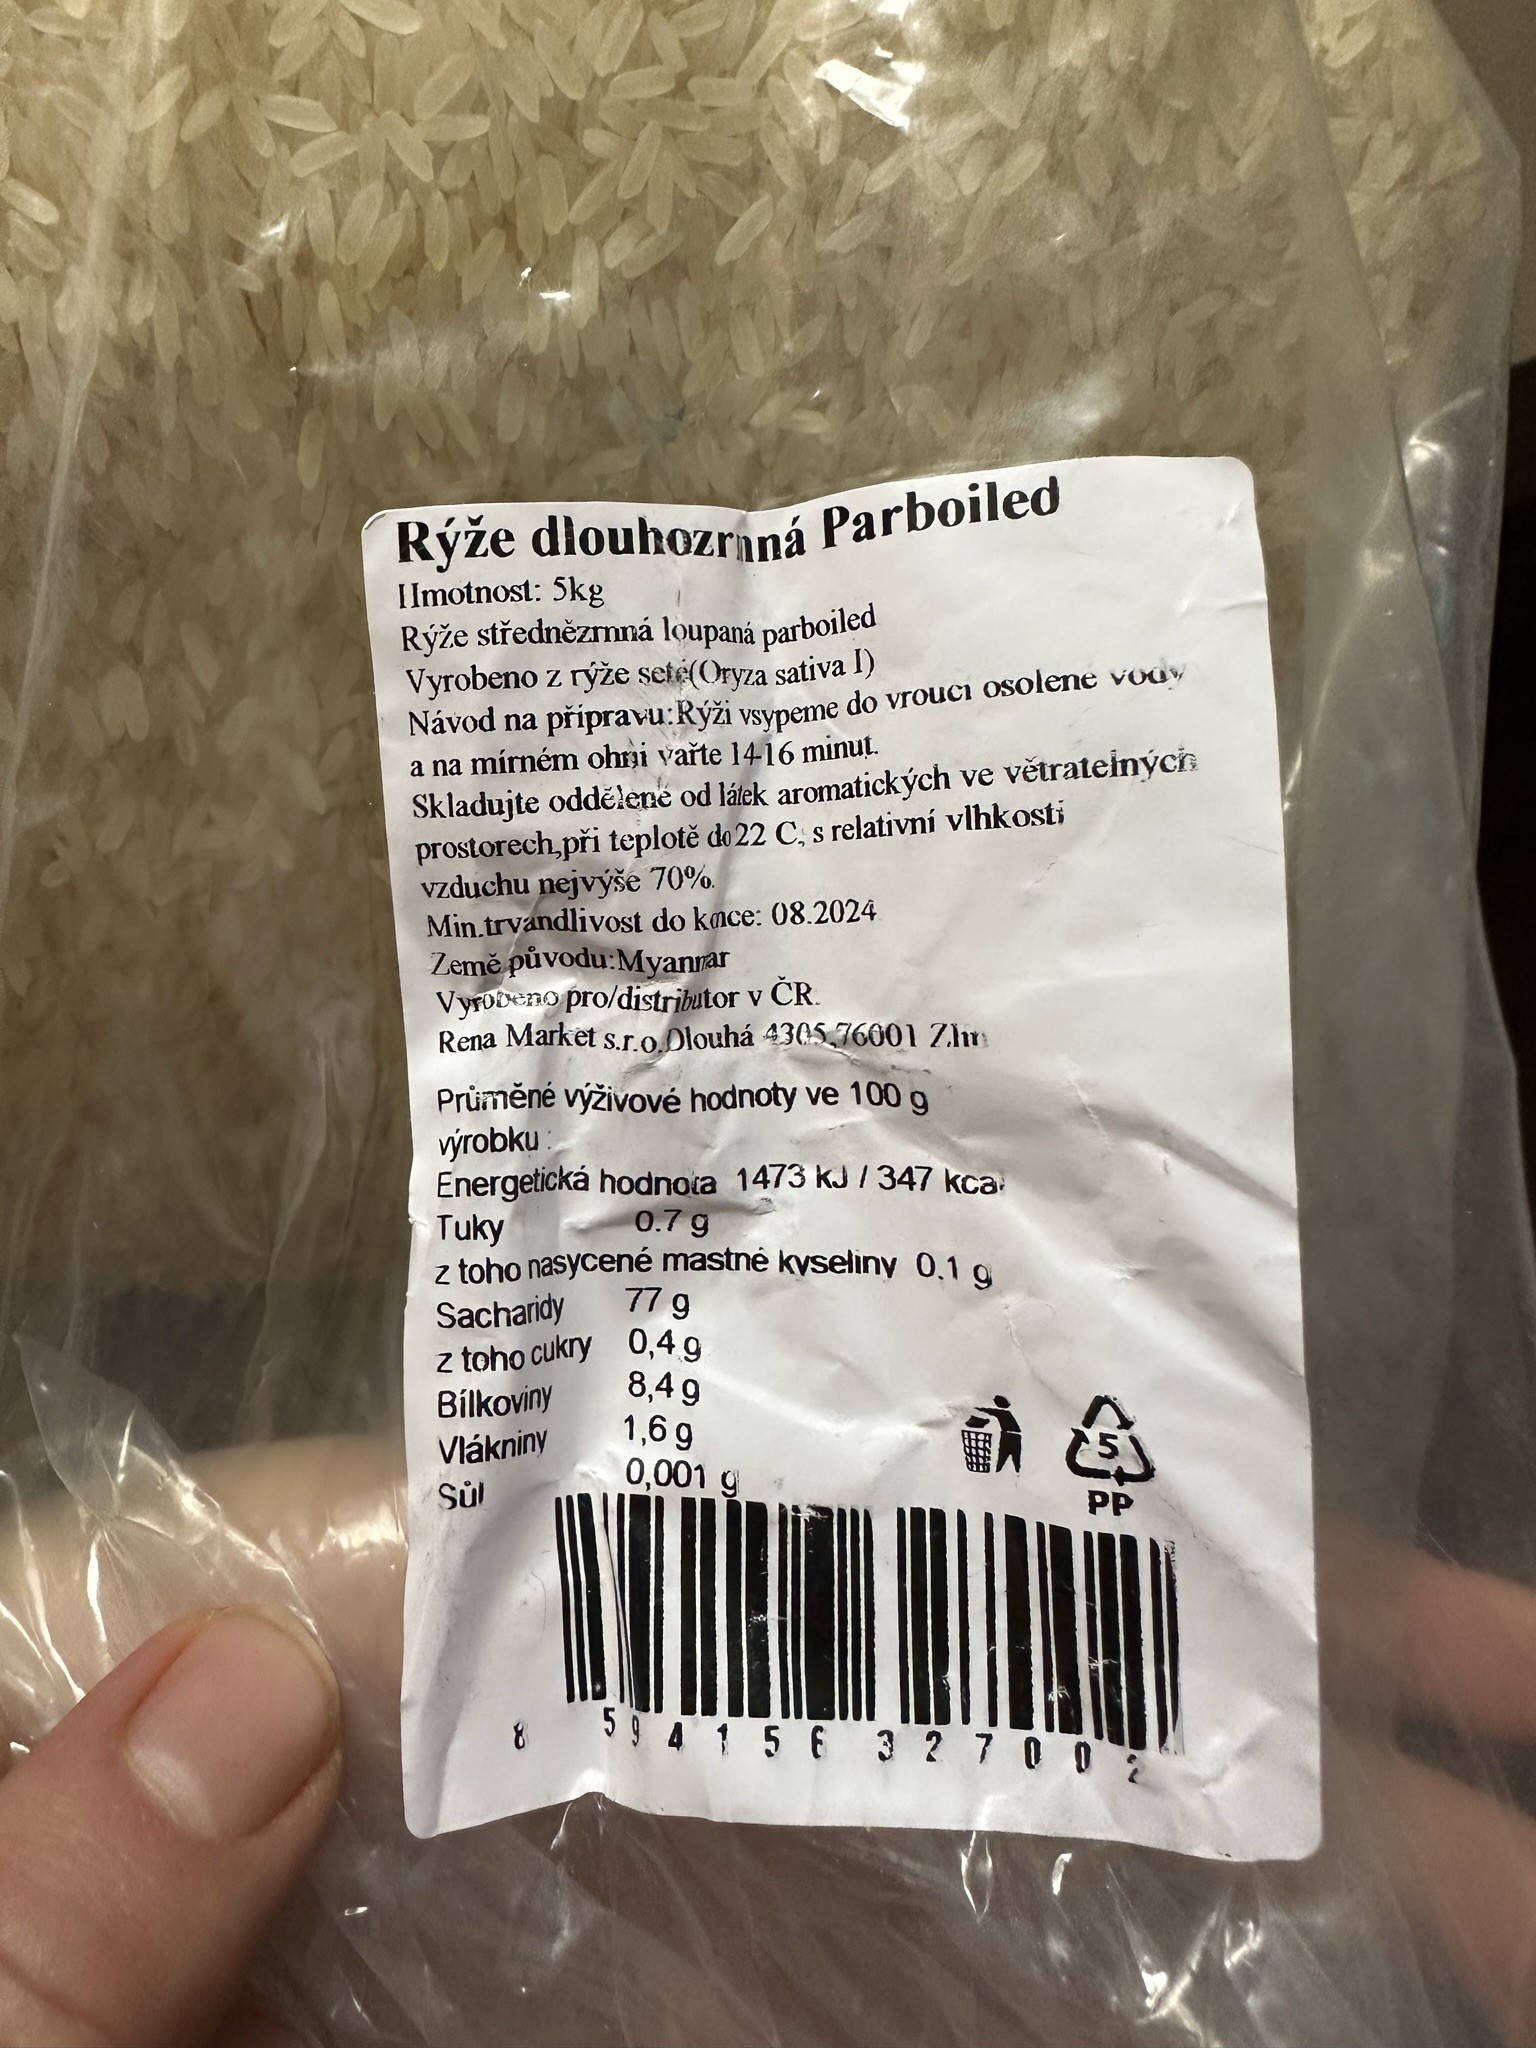 Rýže dlouhozrnná Parboiled
Hmotnost: 5kg
Rýže střednězrnná loupaná parboiled
Vyrobeno z rýže seté(Oryza sativa I)
Návod na přípravu:Rýži vsypeme do vroucí osolené vody
a na mírném ohni vařte 14-16 minut.
Skladujte odděleně od látek aromatických ve větratelných
prostorech,při teplotě do 22 C, s relativní vlhkostí
vzduchu nejvýše 70%.
Min.trvandlivost do konce: 08.2024
Země původu:Myanmar
Vyrobeno pro/distributor v ČR.
Rena Market s.r.o.Dlouhá 4305,76001 Zlín
Průměné výživové hodnoty ve 100 g
výrobku :
Energetická hodnota 1473 kJ / 347 kcal
Tuky 0.7 g
z toho nasycené mastné kyseliny 0.1 g
Sacharidy 77 g
z toho cukry 0,4 g
Bílkoviny 8,4 g
Vlákniny 1,6 g
Sůl 0,001 g
5
PP
8 594156 327002